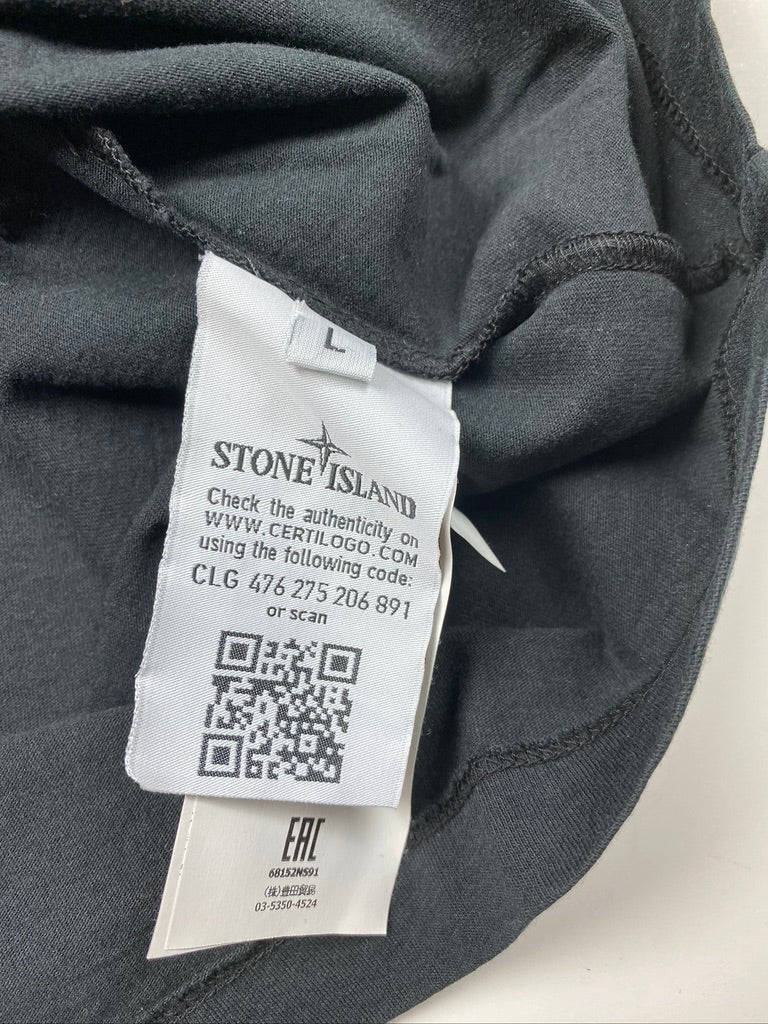 L
STONE ISLAND
Check the authenticity on
WWW.CERTILOGO.COM
using the following code:
CLG 476 275 206 891
or scan
EAC
68152NS91
(株)豊田貿易
03-5350-4524